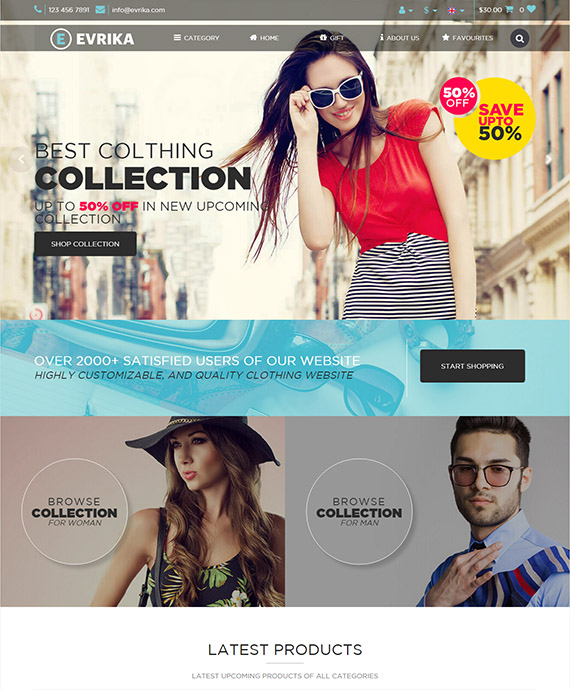 123 456 7891 info@evrika.com $ $30.00 0
E EVRIKA CATEGORY HOME GIFT ABOUT US FAVOURITES
50%
OFF
SAVE
UPTO
50%
BEST COLTHING
COLLECTION
UP TO 50% OFF IN NEW UPCOMING
COLLECTION
SHOP COLLECTION
OVER 2000+ SATISFIED USERS OF OUR WEBSITE
HIGHLY CUSTOMIZABLE, AND QUALITY CLOTHING WEBSITE
START SHOPPING
BROWSE
COLLECTION
FOR WOMAN
BROWSE
COLLECTION
FOR MAN
LATEST PRODUCTS
LATEST UPCOMING PRODUCTS OF ALL CATEGORIES